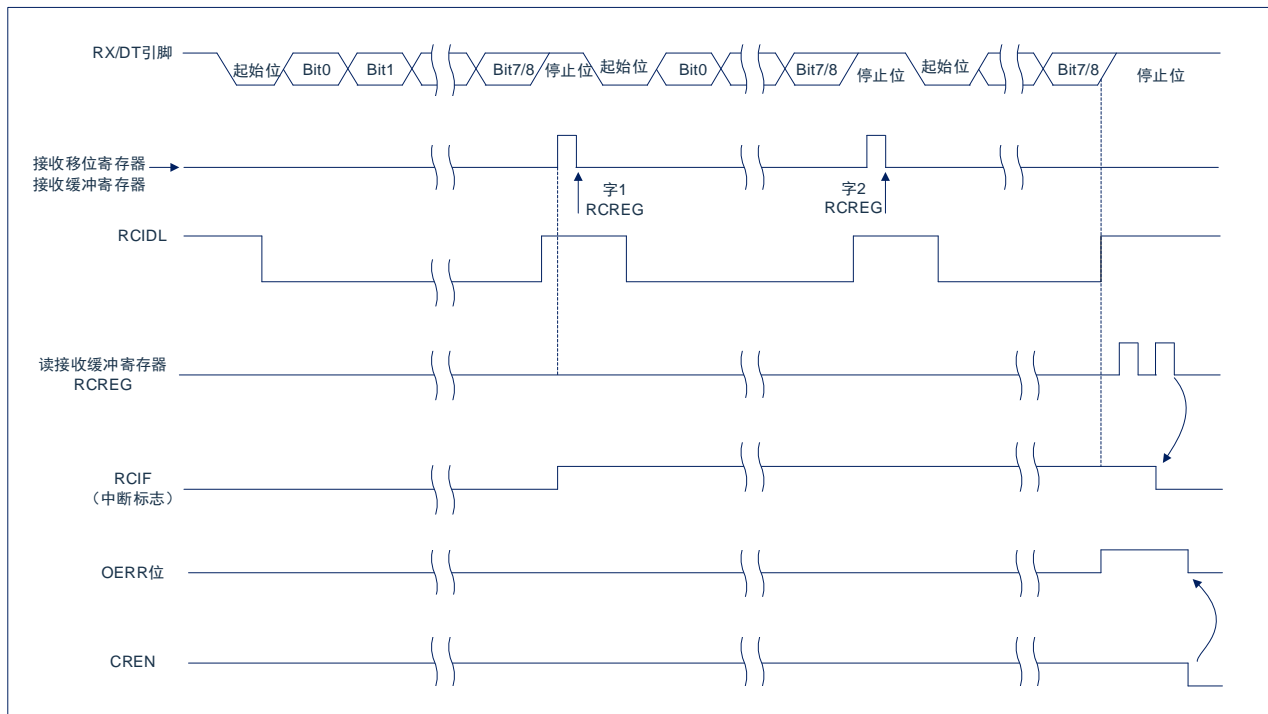 RX/DT引脚
起始位 Bit0 Bit1 Bit7/8 停止位 起始位 Bit0 Bit7/8 停止位 起始位 Bit7/8 停止位
接收移位寄存器
接收缓冲寄存器
字1
RCREG
字2
RCREG
RCIDL
读接收缓冲寄存器
RCREG
RCIF
（中断标志）
OERR位
CREN